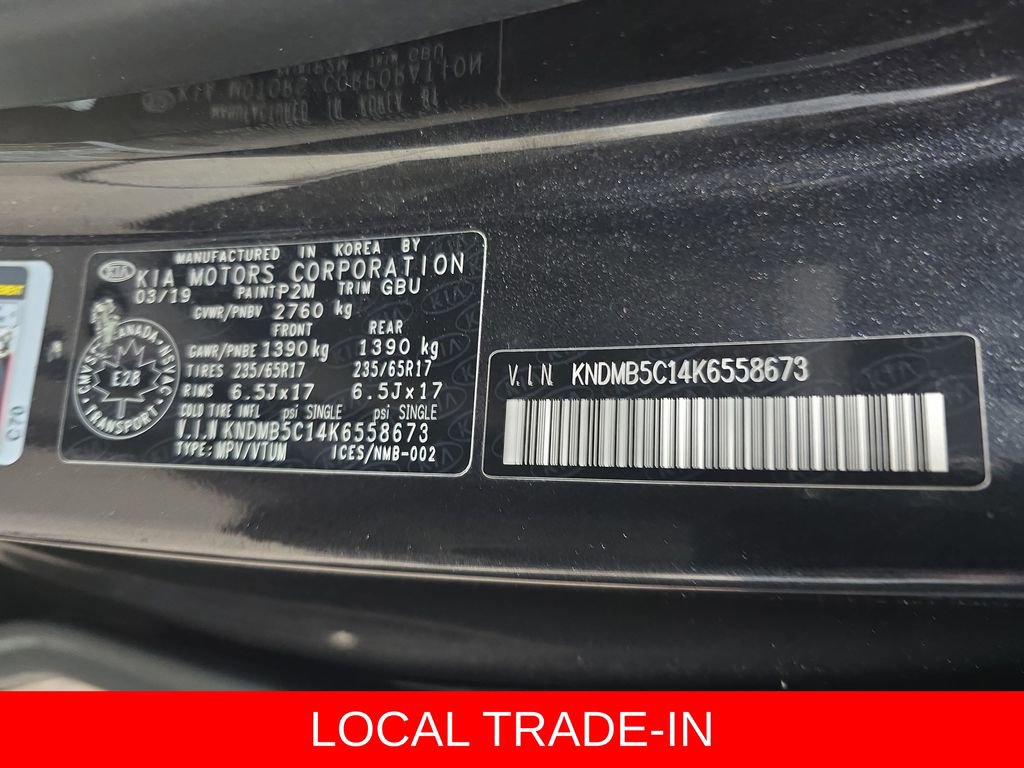 MANUFACTURED IN KOREA BY
KIA KIA MOTORS CORPORATION
03/19 PAINT P2M TRIM GBU
GVWR/PNBV 2760 kg
FRONT REAR
GAWR/PNBE 1390 kg 1390 kg
TIRES 235/65R17 235/65R17
RIMS 6.5Jx17 6.5Jx17
COLD TIRE INFL psi SINGLE psi SINGLE
V.I.N KNDMB5C14K6558673
TYPE: MPV/VTUM ICES/NMB-002
CANADA
E28
TRANSPORT
C70
V.I.N. KNDMB5C14K6558673
LOCAL TRADE-IN